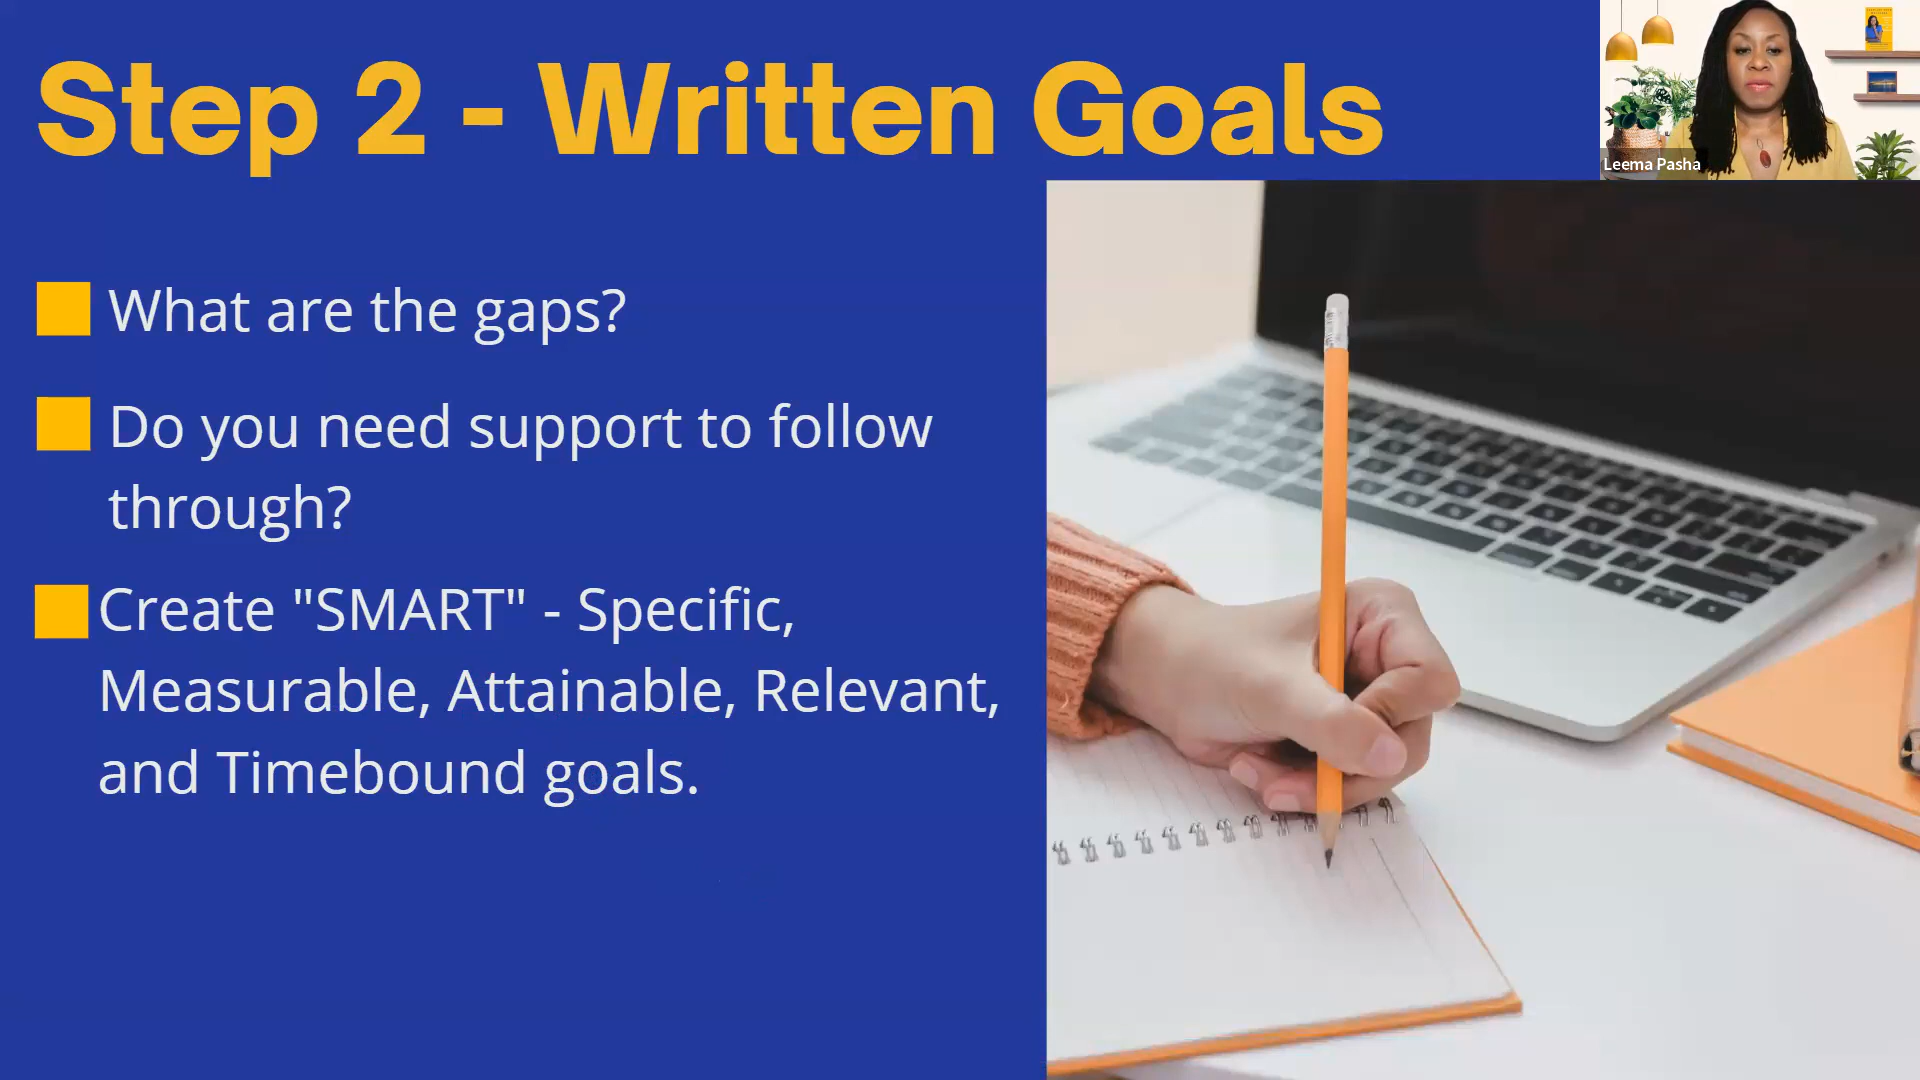 Step 2 - Written Goals
Leema Pasha
What are the gaps?
Do you need support to follow
through?
Create "SMART" - Specific,
Measurable, Attainable, Relevant,
and Timebound goals.